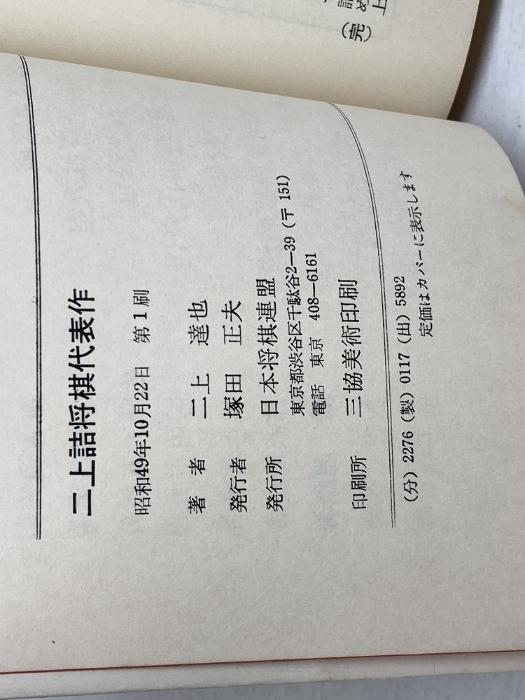 二上詰将棋代表作
昭和49年10月22日 第1刷
著者 二上 達也
発行者 塚田 正夫
発行所 日本将棋連盟
東京都渋谷区千駄谷2—39(〒151)
電話 東京 408—6161
印刷所 三協美術印刷
(分)2276(製)0117(出)5892
定価はカバーに表示します
(完)